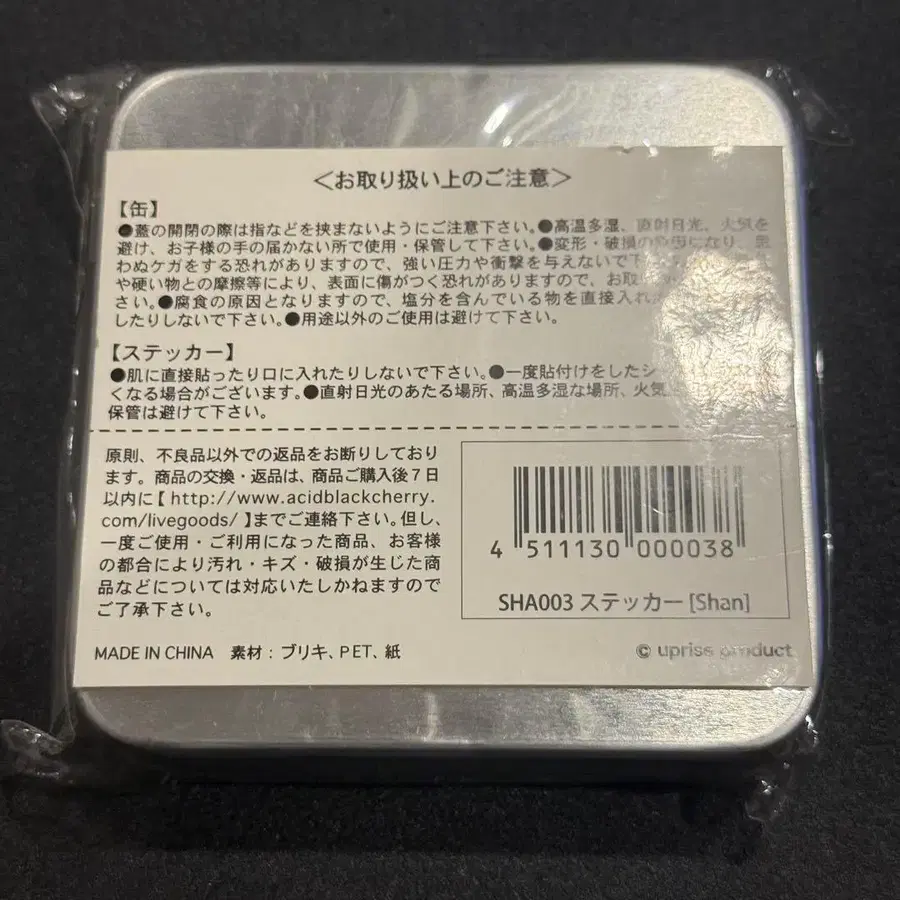 ＜お取り扱い上のご注意＞
【缶】
●蓋の開閉の際は指などを挟まないようにご注意下さい。●高温多湿、直射日光、火気を
避け、お子様の手の届かない所で使用・保管して下さい。●変形・破損の原因になり、思
わぬケガをする恐れがありますので、強い圧力や衝撃を与えないで下
や硬い物との摩擦等により、表面に傷がつく恐れがありますので、お取
さい。●腐食の原因となりますので、塩分を含んでいる物を直接入れ
したりしないで下さい。●用途以外のご使用は避けて下さい。
【ステッカー】
●肌に直接貼ったり口に入れたりしないで下さい。●一度貼付けをしたシ
くなる場合がございます。●直射日光のあたる場所、高温多湿な場所、火気
保管は避けて下さい。
原則、不良品以外での返品をお断りしており
ます。商品の交換・返品は、商品ご購入後7日
以内に【http://www.acidblackcherry.
com/livegoods/】までご連絡下さい。但し、
一度ご使用・ご利用になった商品、お客様
の都合により汚れ・キズ・破損が生じた商
品などについては対応いたしかねますので
ご了承下さい。
4 511130 000038
SHA003 ステッカー [Shan]
MADE IN CHINA 素材：ブリキ、PET、紙
© uprise product